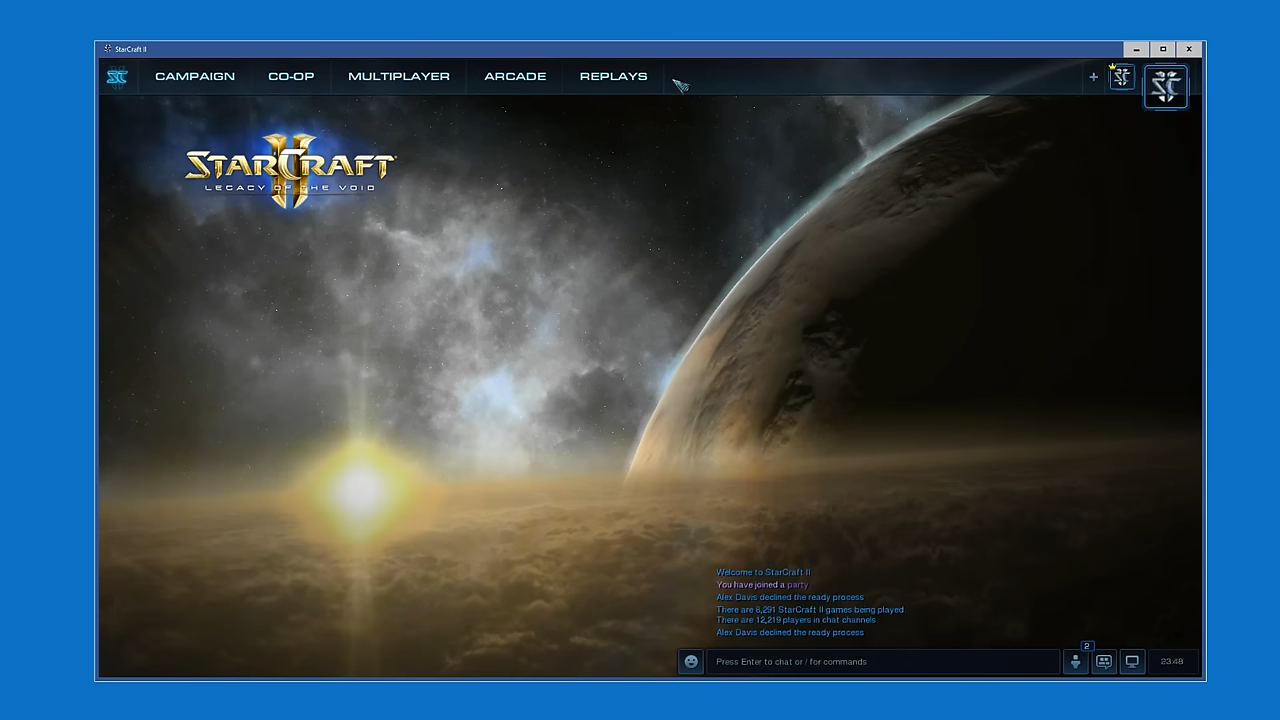 StarCraft II
CAMPAIGN CO-OP MULTIPLAYER ARCADE REPLAYS +
STARCRAFT
II
LEGACY OF THE VOID
Welcome to StarCraft II
You have joined a party
Alex Davis declined the ready process
There are 8,291 StarCraft II games being played
There are 12,219 players in chat channels
Alex Davis declined the ready process
2
Press Enter to chat or / for commands
23:48